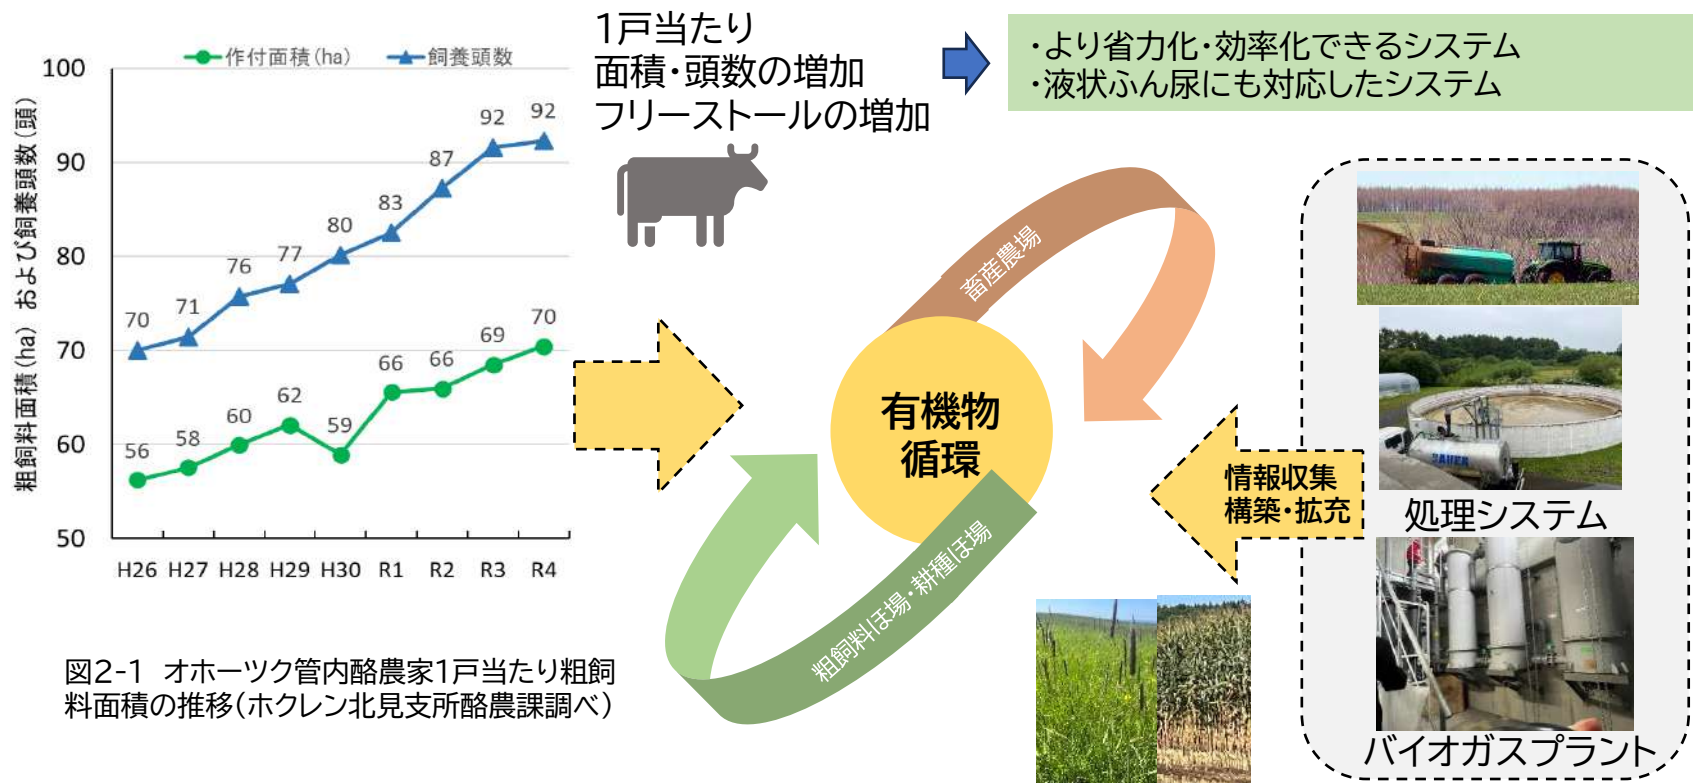 作付面積(ha) 飼養頭数
粗飼料面積(ha) および飼養頭数(頭)
100
90
80
70
60
50
70
71
76
77
80
83
87
92
92
56
58
60
62
59
66
66
69
70
H26 H27 H28 H29 H30 R1 R2 R3 R4
図2-1 オホーツク管内酪農家1戸当たり粗飼
料面積の推移(ホクレン北見支所酪農課調べ)
1戸当たり
面積・頭数の増加
フリーストールの増加
・より省力化・効率化できるシステム
・液状ふん尿にも対応したシステム
畜産農場
有機物
循環
粗飼料ほ場・耕種ほ場
情報収集
構築・拡充
BAUER
処理システム
バイオガスプラント